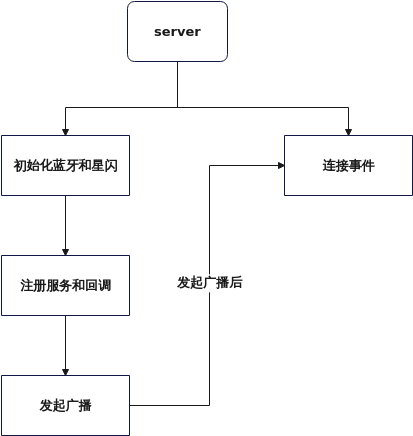 server
初始化蓝牙和星闪
连接事件
注册服务和回调
发起广播后
发起广播